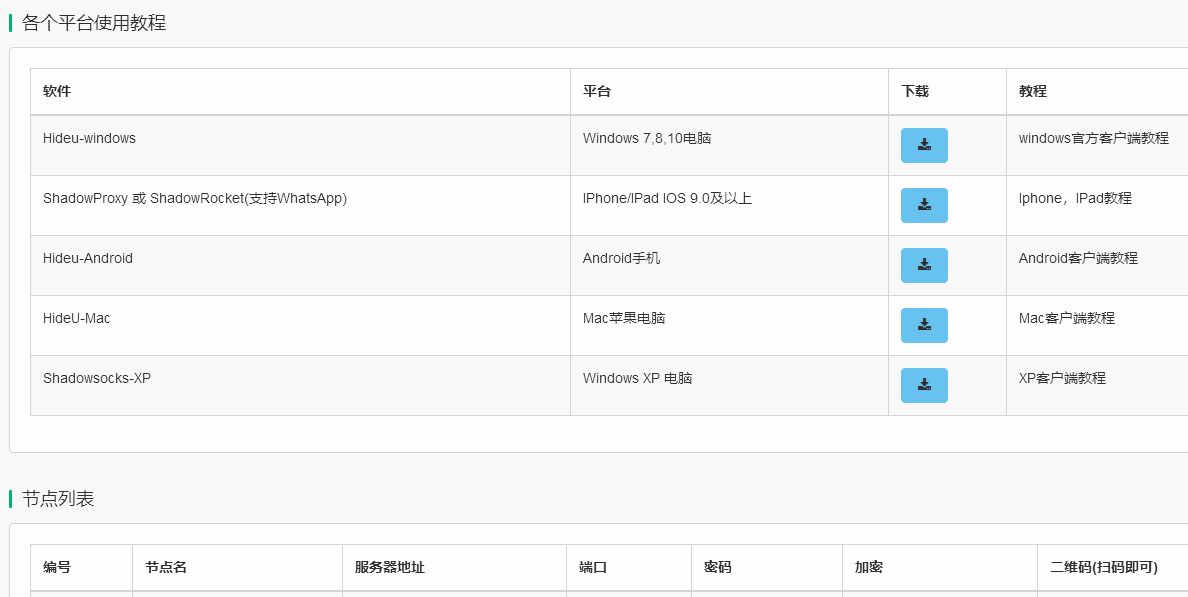 各个平台使用教程
软件 平台 下载 教程
Hideu-windows Windows 7,8,10电脑 windows官方客户端教程
ShadowProxy 或 ShadowRocket(支持WhatsApp) IPhone/IPad IOS 9.0及以上 Iphone，IPad教程
Hideu-Android Android手机 Android客户端教程
HideU-Mac Mac苹果电脑 Mac客户端教程
Shadowsocks-XP Windows XP 电脑 XP客户端教程
节点列表
编号 节点名 服务器地址 端口 密码 加密 二维码(扫码即可)